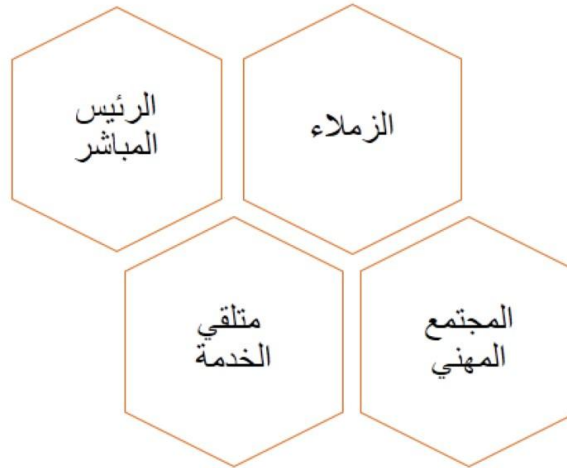 الزملاء
الرئيس
المباشر
المجتمع
المهني
متلقي
الخدمة